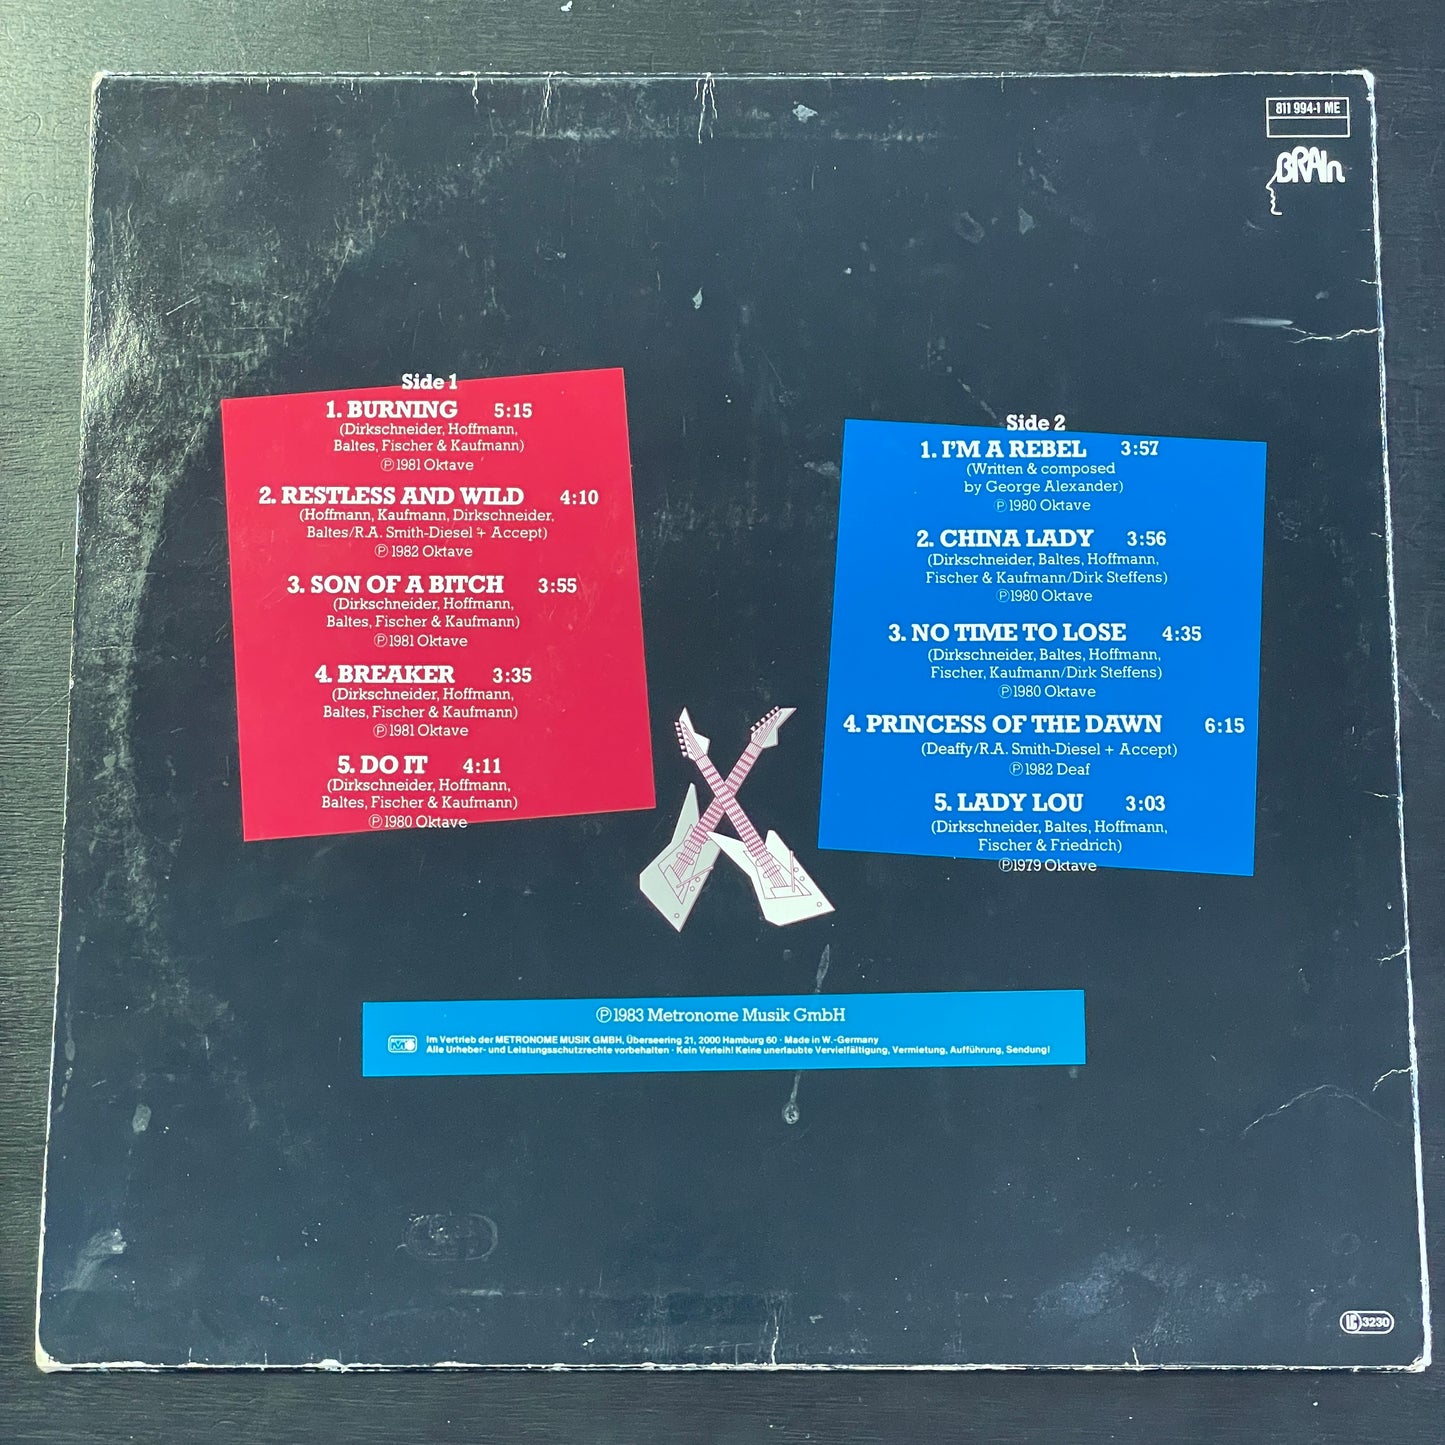 811 994-1 ME
BRAIn
Side 1
1. BURNING 5:15
(Dirkschneider, Hoffmann,
Baltes, Fischer & Kaufmann)
℗1981 Oktave
2. RESTLESS AND WILD 4:10
(Hoffmann, Kaufmann, Dirkschneider,
Baltes/R.A. Smith-Diesel + Accept)
℗1982 Oktave
3. SON OF A BITCH 3:55
(Dirkschneider, Hoffmann,
Baltes, Fischer & Kaufmann)
℗1981 Oktave
4. BREAKER 3:35
(Dirkschneider, Hoffmann,
Baltes, Fischer & Kaufmann)
℗1981 Oktave
5. DO IT 4:11
(Dirkschneider, Hoffmann,
Baltes, Fischer & Kaufmann)
℗1980 Oktave
Side 2
1. I'M A REBEL 3:57
(Written & composed
by George Alexander)
℗1980 Oktave
2. CHINA LADY 3:56
(Dirkschneider, Baltes, Hoffmann,
Fischer & Kaufmann/Dirk Steffens)
℗1980 Oktave
3. NO TIME TO LOSE 4:35
(Dirkschneider, Baltes, Hoffmann,
Fischer, Kaufmann/Dirk Steffens)
℗1980 Oktave
4. PRINCESS OF THE DAWN 6:15
(Deaffy/R.A. Smith-Diesel + Accept)
℗1982 Deaf
5. LADY LOU 3:03
(Dirkschneider, Baltes, Hoffmann,
Fischer & Friedrich)
℗1979 Oktave
℗1983 Metronome Musik GmbH
Im Vertrieb der METRONOME MUSIK GMBH, Überseering 21, 2000 Hamburg 60 · Made in W.-Germany
Alle Urheber- und Leistungsschutzrechte vorbehalten · Kein Verleih! Keine unerlaubte Vervielfältigung, Vermietung, Aufführung, Sendung!
LC 3230